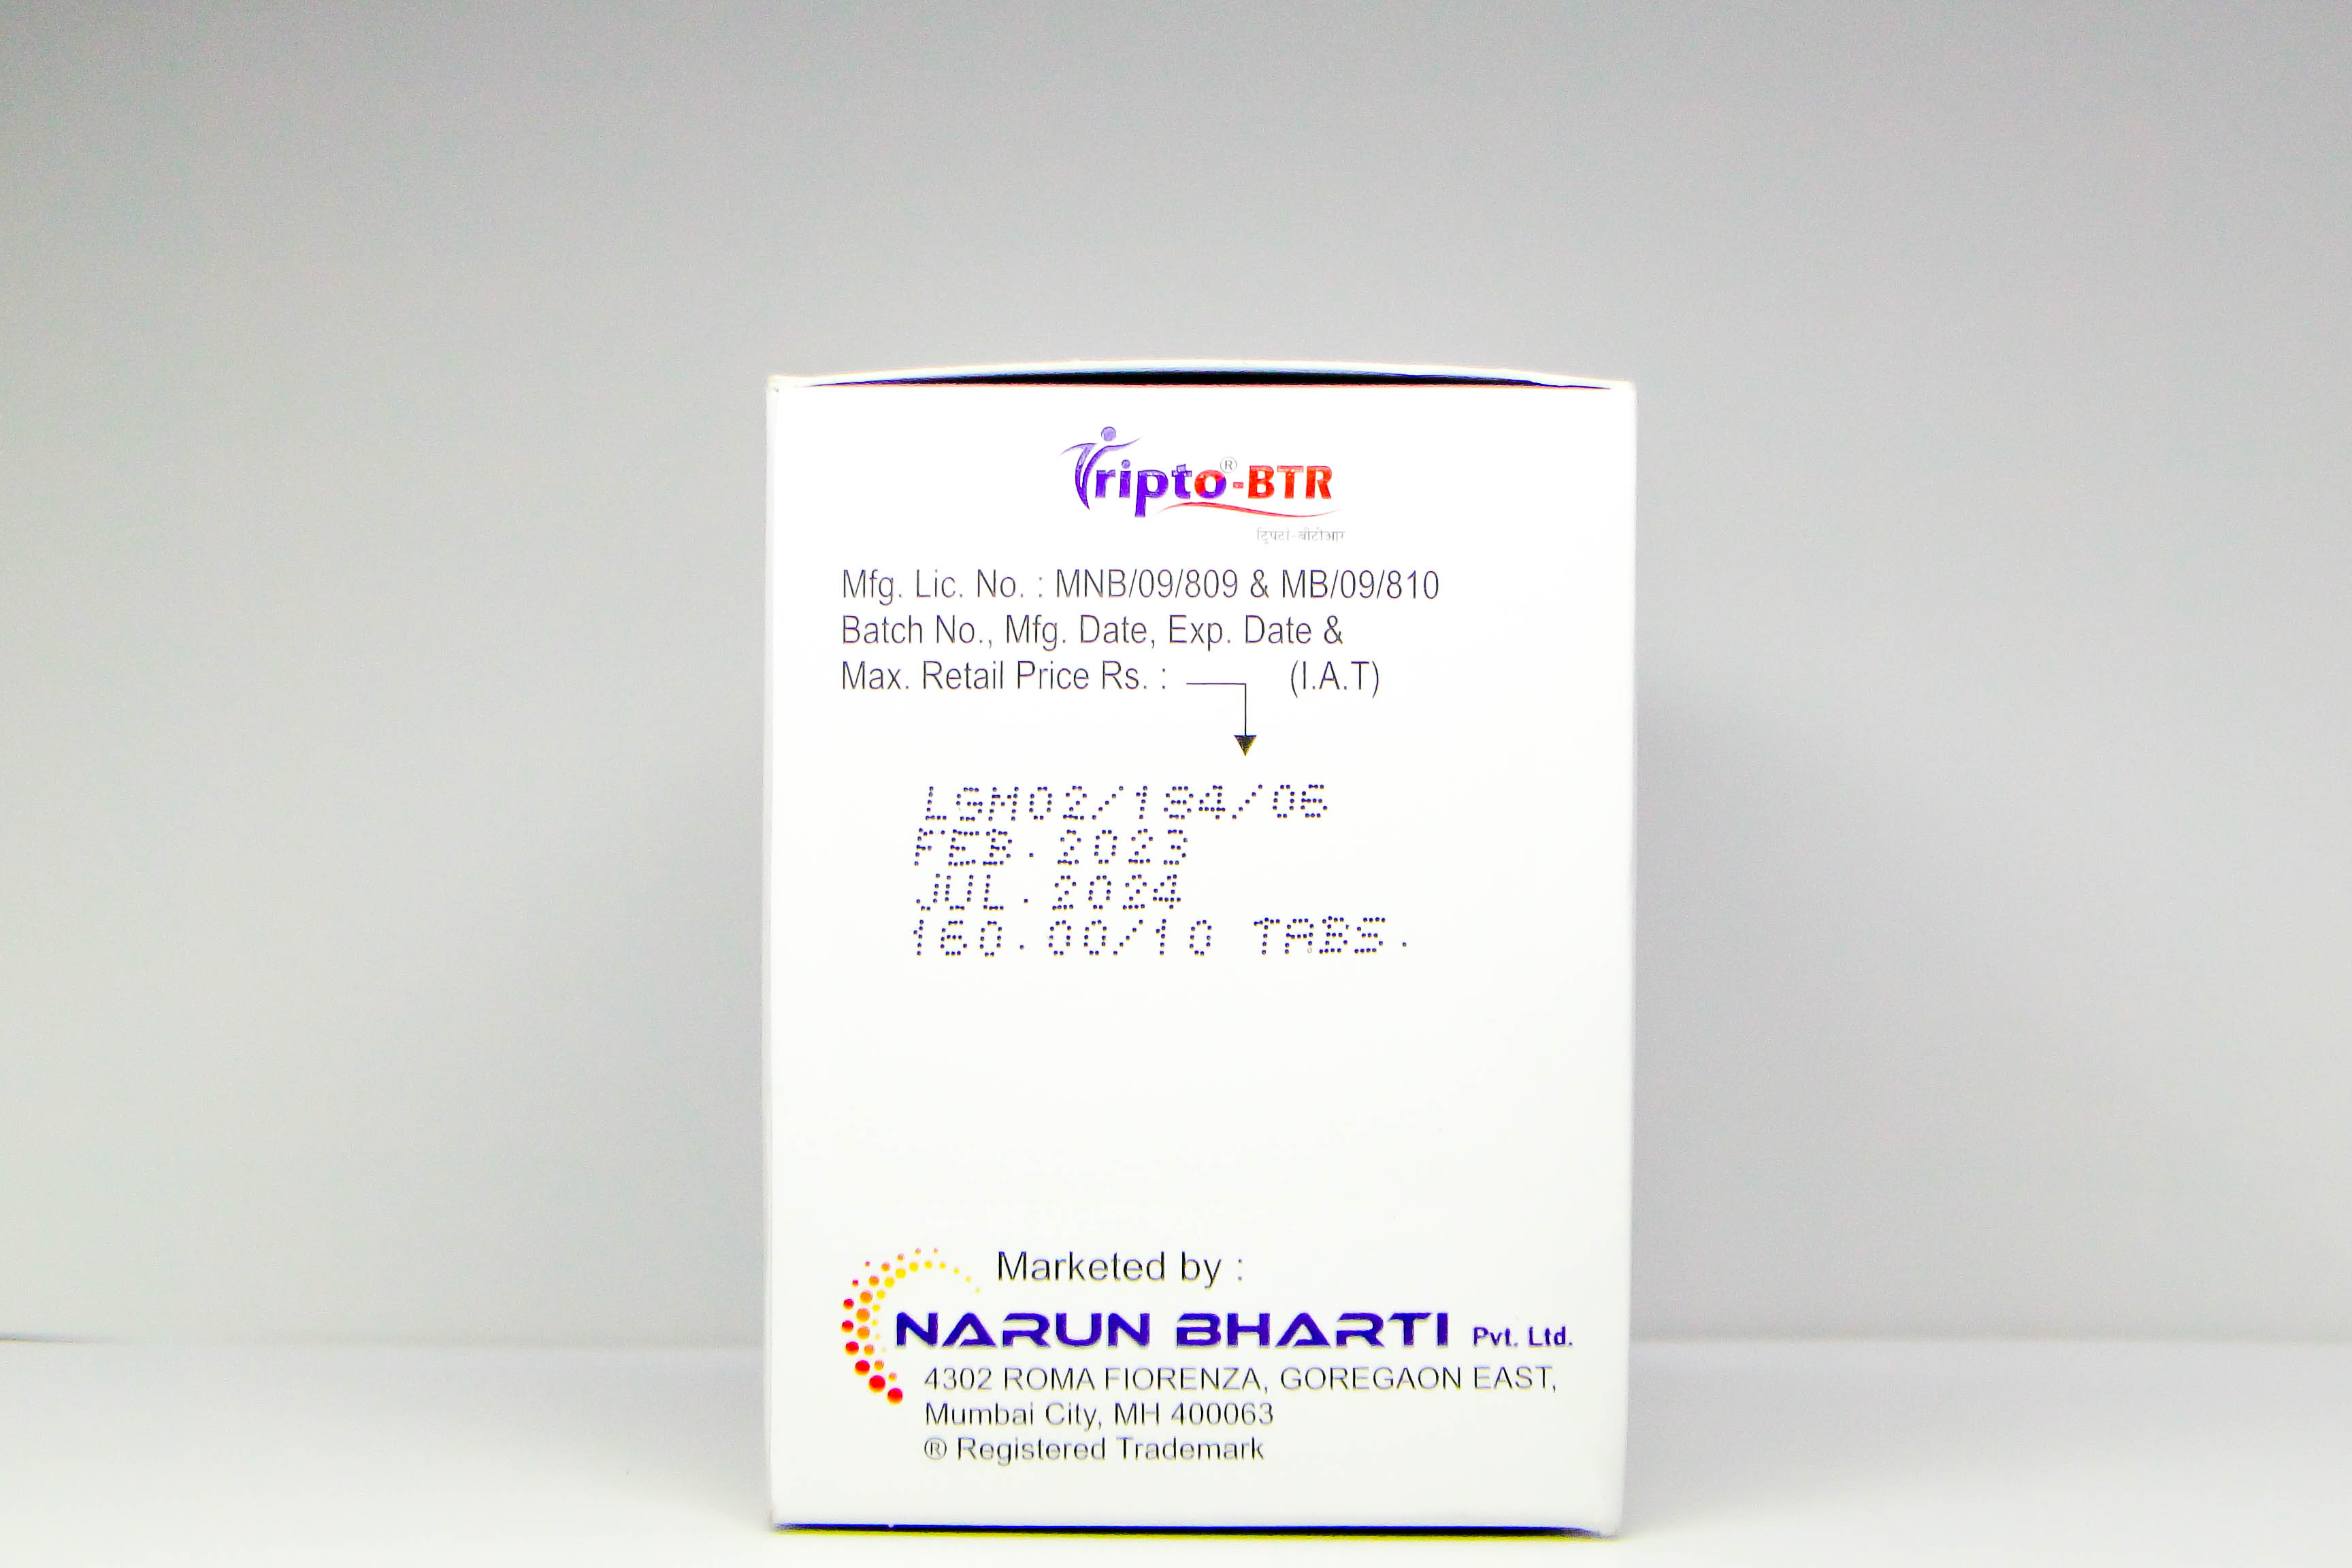 Tripto®-BTR
ट्रिप्टो-बीटीआर
Mfg. Lic. No. : MNB/09/809 & MB/09/810
Batch No., Mfg. Date, Exp. Date &
Max. Retail Price Rs. : (I.A.T)
LGM02/184/06
FEB.2023
JUL.2024
160.00/10 TABS.
Marketed by :
NARUN BHARTI Pvt. Ltd.
4302 ROMA FIORENZA, GOREGAON EAST,
Mumbai City, MH 400063
® Registered Trademark